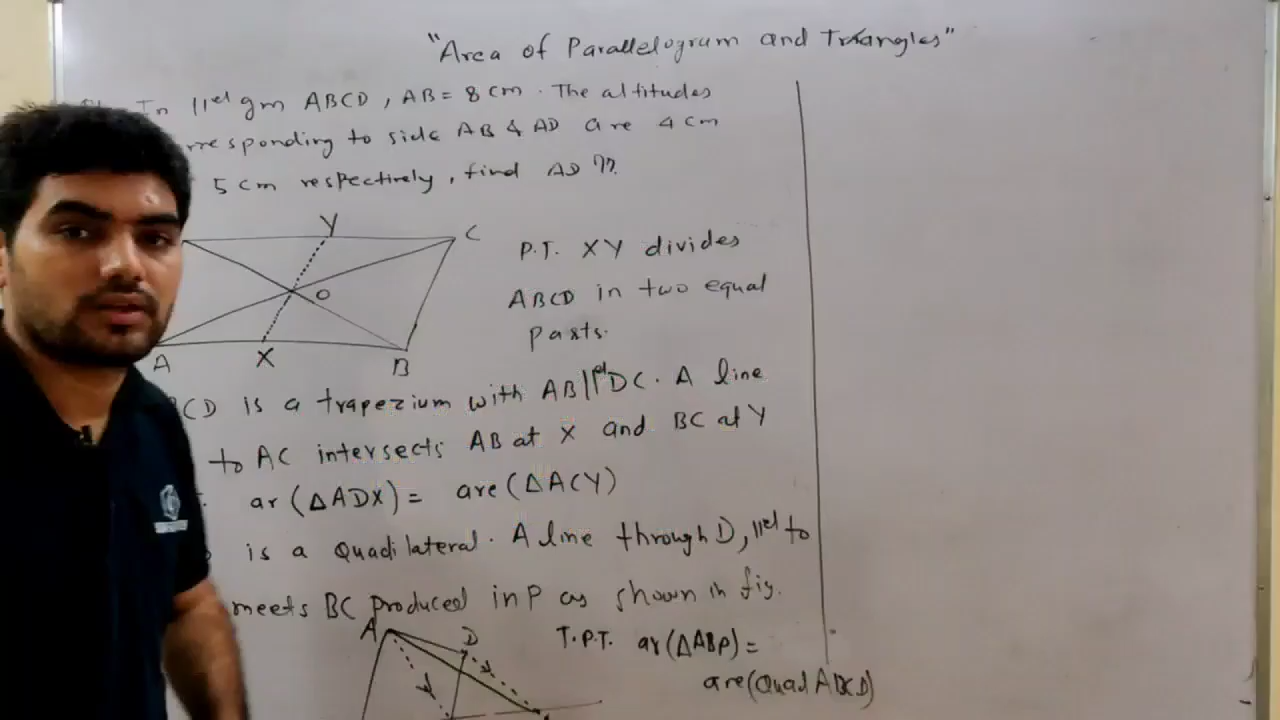 "Area of Parallelogram and Triangles"
In ||el gm ABCD, AB = 8 cm. The altitudes
rresponding to side AB & AD are 4 cm
5 cm respectively, find AD ??.
Y
C
O
A
X
B
P.T. XY divides
ABCD in two equal
parts.
CD is a trapezium with AB||el DC. A line
to AC intersects AB at X and BC at Y
ar (ΔADX) = are (ΔACY)
is a Quadilateral. A line through D, ||el to
meets BC produced in P as shown in fig.
A
D
T.P.T. ar(ΔABP) =
are (Quad ABCD)